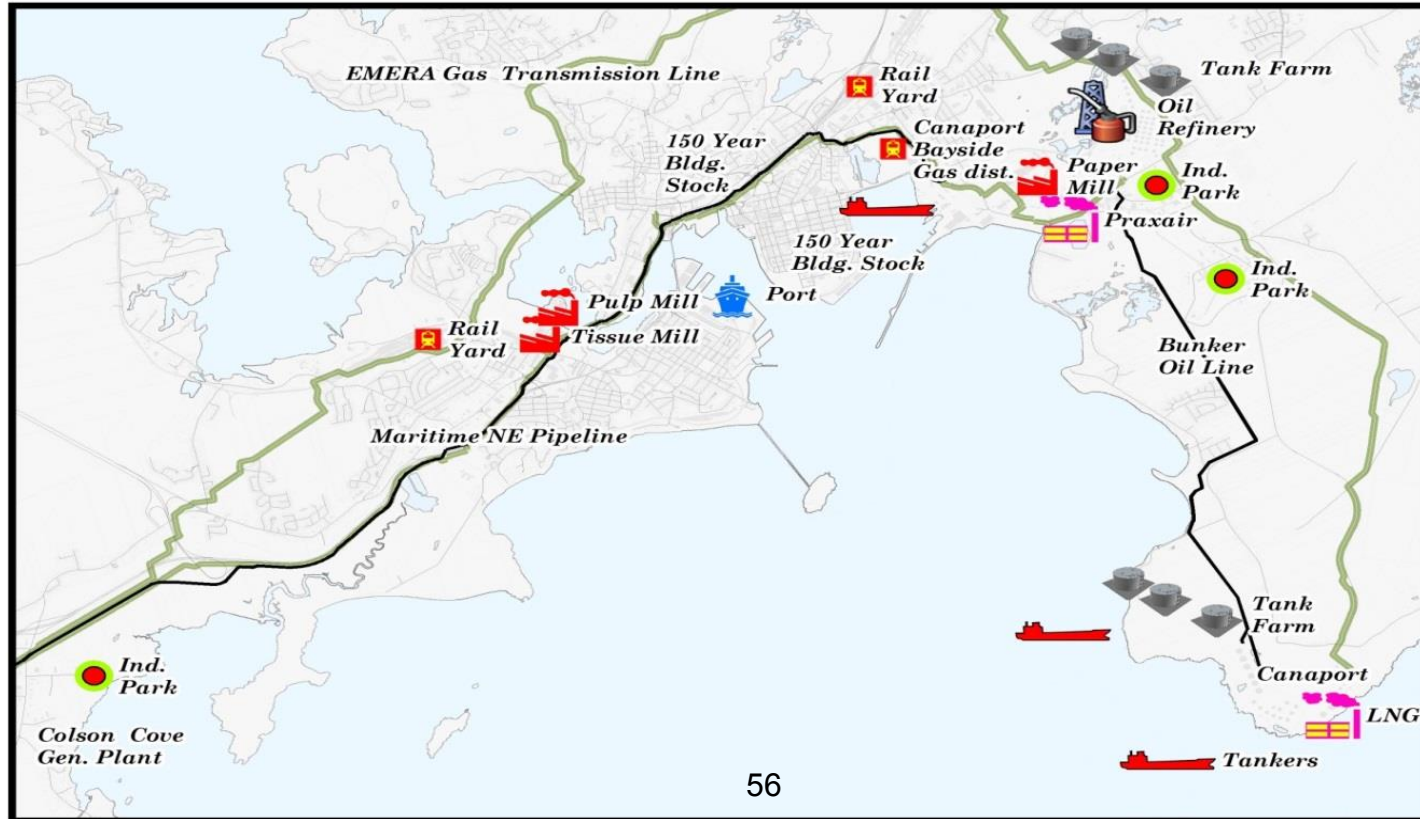 EMERA Gas Transmission Line
Rail
Yard
Tank Farm
Oil
Refinery
150 Year
Bldg.
Stock
Canaport
Bayside
Gas dist.
Paper
Mill
Ind.
Park
Praxair
150 Year
Bldg. Stock
Ind.
Park
Port
Pulp Mill
Tissue Mill
Rail
Yard
Bunker
Oil Line
Maritime NE Pipeline
Tank
Farm
Ind.
Park
Canaport
LNG
Colson Cove
Gen. Plant
Tankers
56